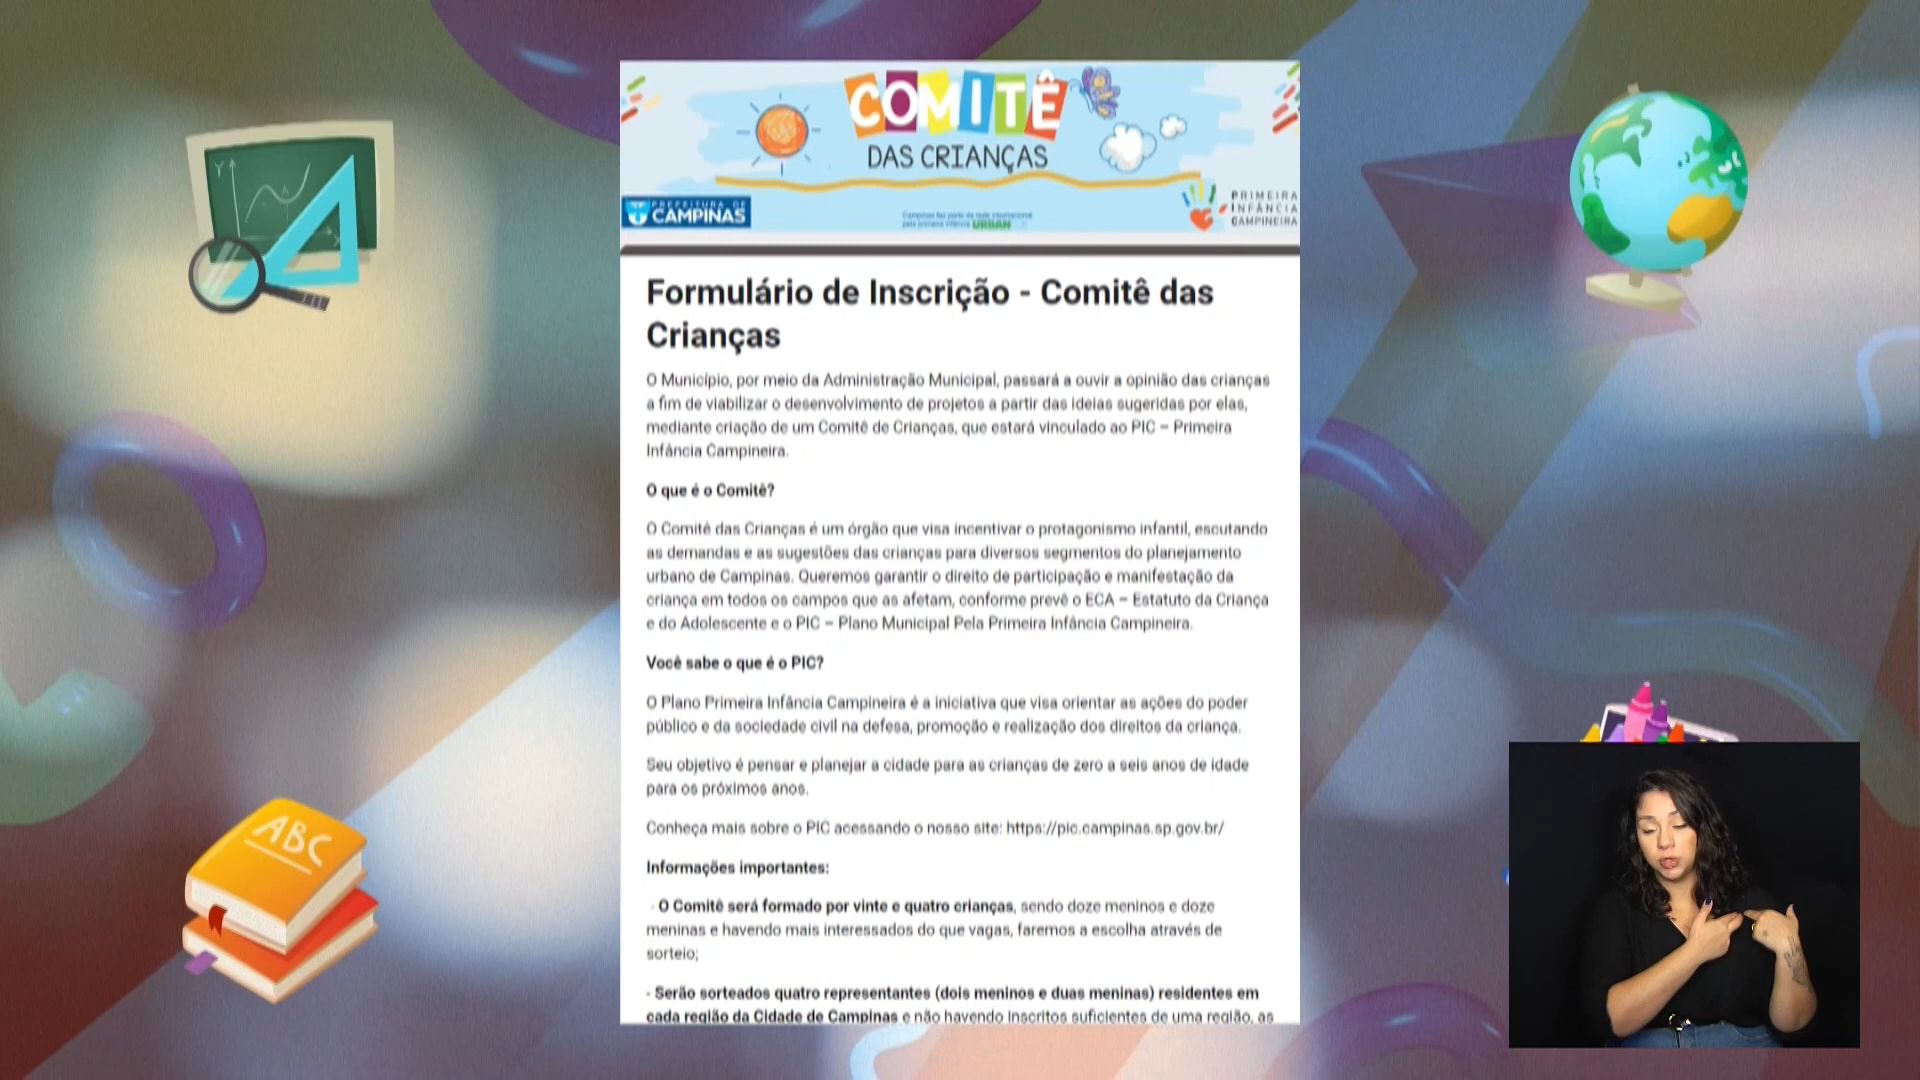 COMITÊ
DAS CRIANÇAS
PREFEITURA DE
CAMPINAS
Campinas faz parte da rede internacional
pela primeira infância URBAN
PRIMEIRA
INFÂNCIA
CAMPINEIRA
Formulário de Inscrição - Comitê das
Crianças
O Município, por meio da Administração Municipal, passará a ouvir a opinião das crianças
a fim de viabilizar o desenvolvimento de projetos a partir das ideias sugeridas por elas,
mediante criação de um Comitê de Crianças, que estará vinculado ao PIC – Primeira
Infância Campineira.
O que é o Comitê?
O Comitê das Crianças é um órgão que visa incentivar o protagonismo infantil, escutando
as demandas e as sugestões das crianças para diversos segmentos do planejamento
urbano de Campinas. Queremos garantir o direito de participação e manifestação da
criança em todos os campos que as afetam, conforme prevê o ECA – Estatuto da Criança
e do Adolescente e o PIC – Plano Municipal Pela Primeira Infância Campineira.
Você sabe o que é o PIC?
O Plano Primeira Infância Campineira é a iniciativa que visa orientar as ações do poder
público e da sociedade civil na defesa, promoção e realização dos direitos da criança.
Seu objetivo é pensar e planejar a cidade para as crianças de zero a seis anos de idade
para os próximos anos.
Conheça mais sobre o PIC acessando o nosso site: https://pic.campinas.sp.gov.br/
Informações importantes:
- O Comitê será formado por vinte e quatro crianças, sendo doze meninos e doze
meninas e havendo mais interessados do que vagas, faremos a escolha através de
sorteio;
- Serão sorteados quatro representantes (dois meninos e duas meninas) residentes em
cada região da Cidade de Campinas e não havendo inscritos suficientes de uma região, as
ABC
Y